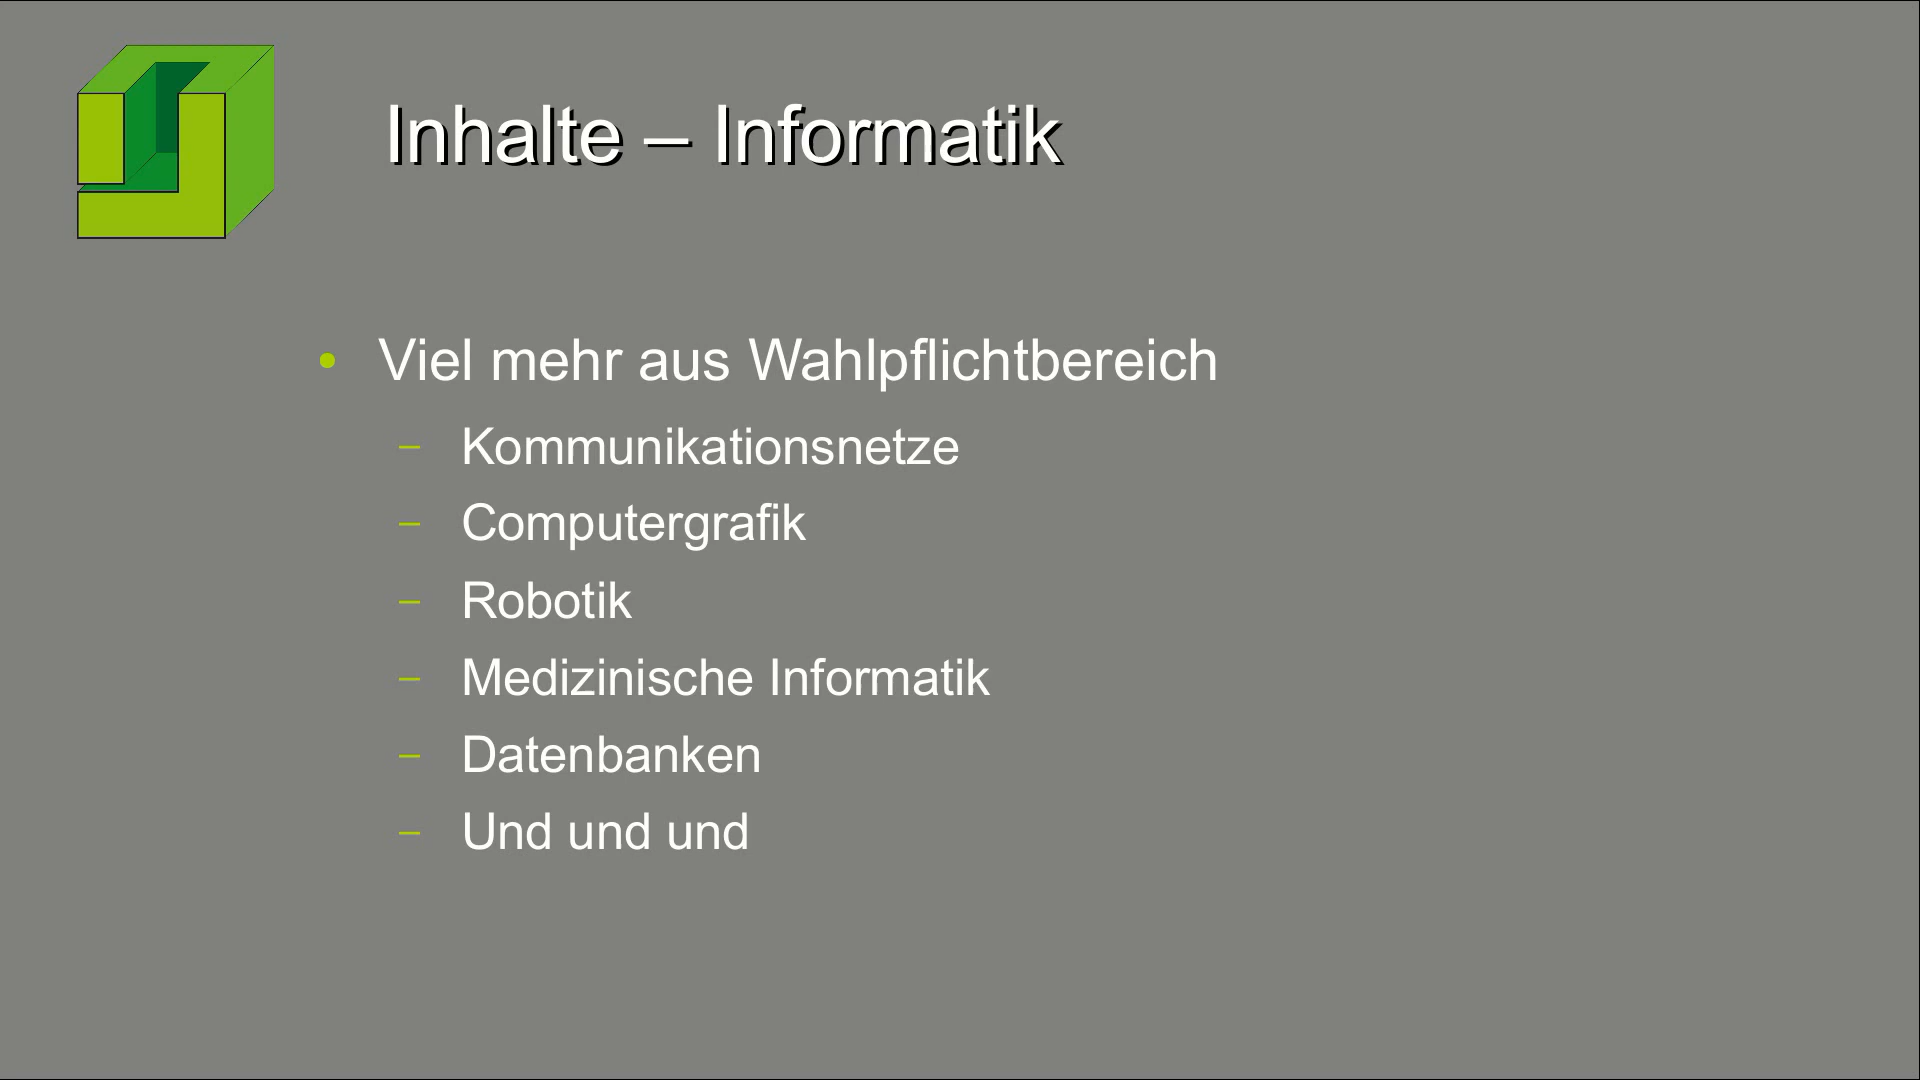 Inhalte – Informatik
• Viel mehr aus Wahlpflichtbereich
– Kommunikationsnetze
– Computergrafik
– Robotik
– Medizinische Informatik
– Datenbanken
– Und und und